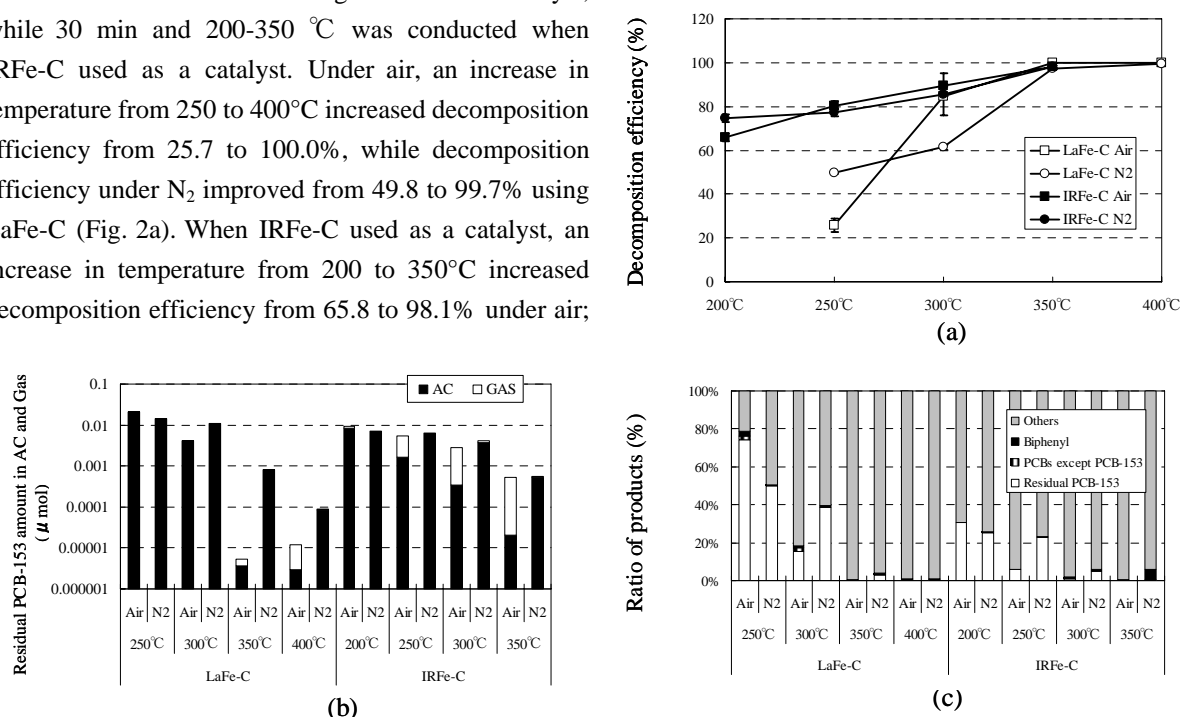 while 30 min and 200-350 ℃ was conducted when
IRFe-C used as a catalyst. Under air, an increase in
temperature from 250 to 400°C increased decomposition
efficiency from 25.7 to 100.0%, while decomposition
efficiency under N2 improved from 49.8 to 99.7% using
LaFe-C (Fig. 2a). When IRFe-C used as a catalyst, an
increase in temperature from 200 to 350°C increased
decomposition efficiency from 65.8 to 98.1% under air;
Decomposition efficiency (%)
120
100
80
60
40
20
0
LaFe-C Air
LaFe-C N2
IRFe-C Air
IRFe-C N2
200℃ 250℃ 300℃ 350℃ 400℃
(a)
Residual PCB-153 amount in AC and Gas
(μ mol)
0.1
0.01
0.001
0.0001
0.00001
0.000001
AC GAS
Air N2 Air N2 Air N2 Air N2 Air N2 Air N2 Air N2 Air N2
250℃ 300℃ 350℃ 400℃ 200℃ 250℃ 300℃ 350℃
LaFe-C IRFe-C
(b)
Ratio of products (%)
100%
80%
60%
40%
20%
0%
Others
Biphenyl
PCBs except PCB-153
Residual PCB-153
Air N2 Air N2 Air N2 Air N2 Air N2 Air N2 Air N2 Air N2
250℃ 300℃ 350℃ 400℃ 200℃ 250℃ 300℃ 350℃
LaFe-C IRFe-C
(c)